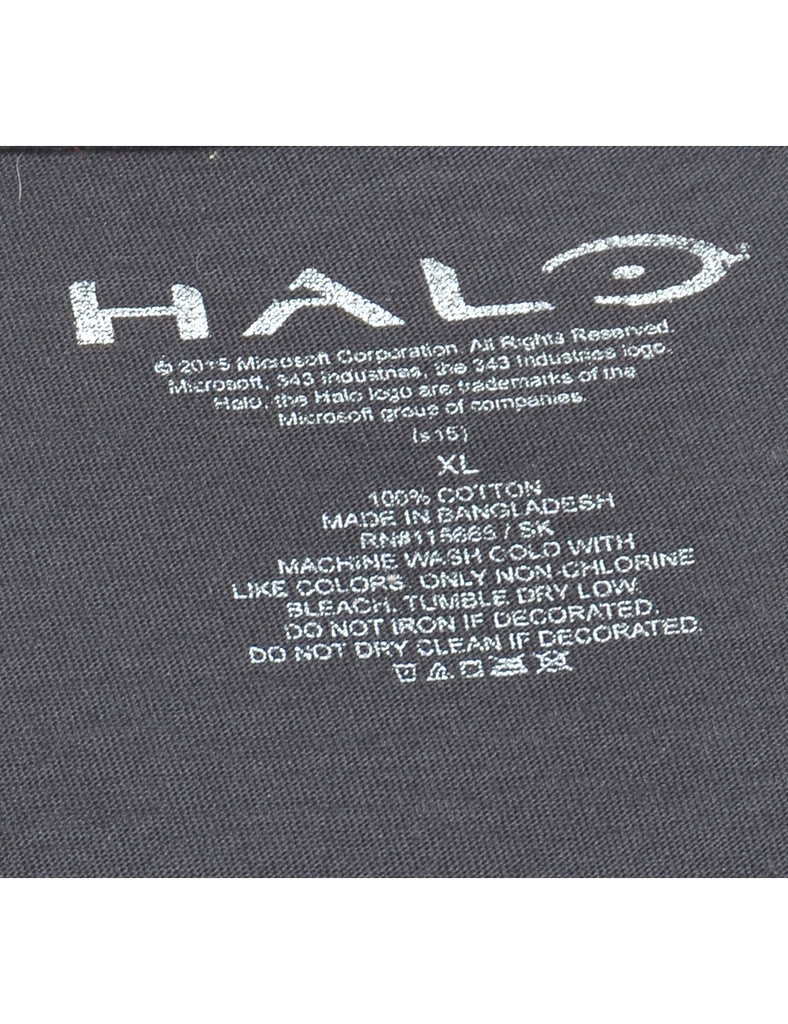 HALO
© 2015 Microsoft Corporation. All Rights Reserved.
Microsoft, 343 Industries, the 343 Industries logo,
Halo, the Halo logo are trademarks of the
Microsoft group of companies.
(s15)
XL
100% COTTON
MADE IN BANGLADESH
/ SK
MACHINE WASH COLD WITH
LIKE COLORS. ONLY NON-CHLORINE
BLEACH. TUMBLE DRY LOW.
DO NOT IRON IF DECORATED.
DO NOT DRY CLEAN IF DECORATED.